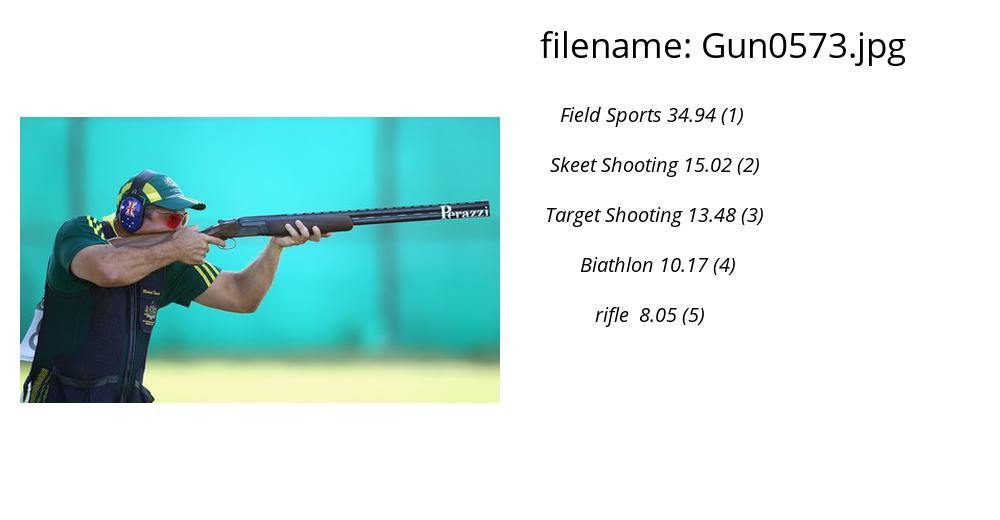 filename: Gun0573.jpg
Field Sports 34.94 (1)
Skeet Shooting 15.02 (2)
Target Shooting 13.48 (3)
Biathlon 10.17 (4)
rifle 8.05 (5)
Perazzi